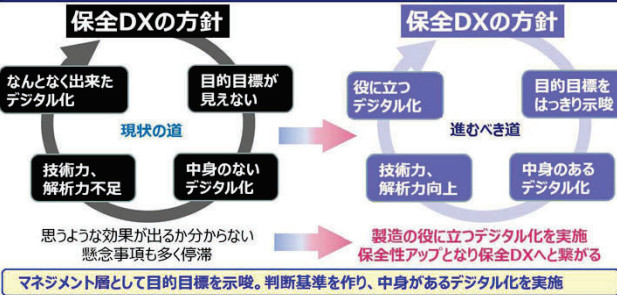 保全DXの方針
なんとなく出来た
デジタル化
目的目標が
見えない
現状の道
技術力、
解析力不足
中身のない
デジタル化
思うような効果が出るか分からない
懸念事項も多く停滞
保全DXの方針
役に立つ
デジタル化
目的目標を
はっきり示唆
進むべき道
技術力、
解析力向上
中身のある
デジタル化
製造の役に立つデジタル化を実施
保全性アップとなり保全DXへと繋がる
マネジメント層として目的目標を示唆。判断基準を作り、中身があるデジタル化を実施